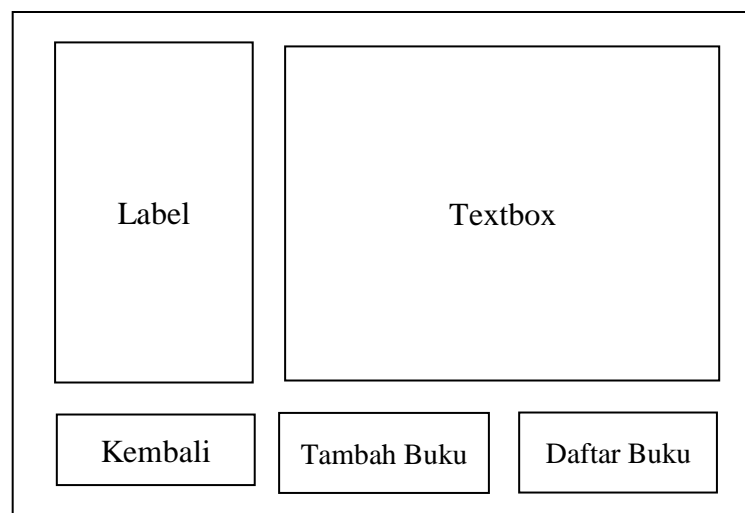 Label
Textbox
Kembali
Tambah Buku
Daftar Buku